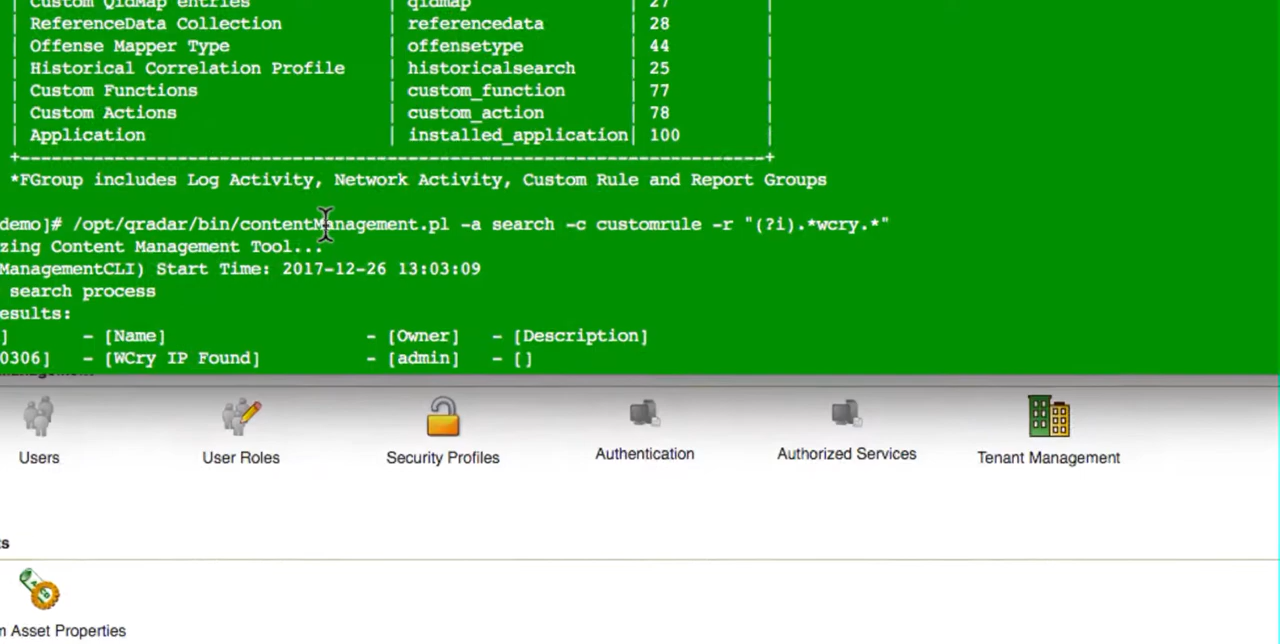 | Custom QidMap entries | qidmap | 27 |
| ReferenceData Collection | referencedata | 28 |
| Offense Mapper Type | offensetype | 44 |
| Historical Correlation Profile | historicalsearch | 25 |
| Custom Functions | custom_function | 77 |
| Custom Actions | custom_action | 78 |
| Application | installed_application| 100 |
*FGroup includes Log Activity, Network Activity, Custom Rule and Report Groups
demo]# /opt/qradar/bin/contentManagement.pl -a search -c customrule -r "(?i).*wcry.*"
zing Content Management Tool...
ManagementCLI) Start Time: 2017-12-26 13:03:09
search process
esults:
] - [Name] - [Owner] - [Description]
0306] - [WCry IP Found] - [admin] - []
Users
User Roles
Security Profiles
Authentication
Authorized Services
Tenant Management
ts
m Asset Properties